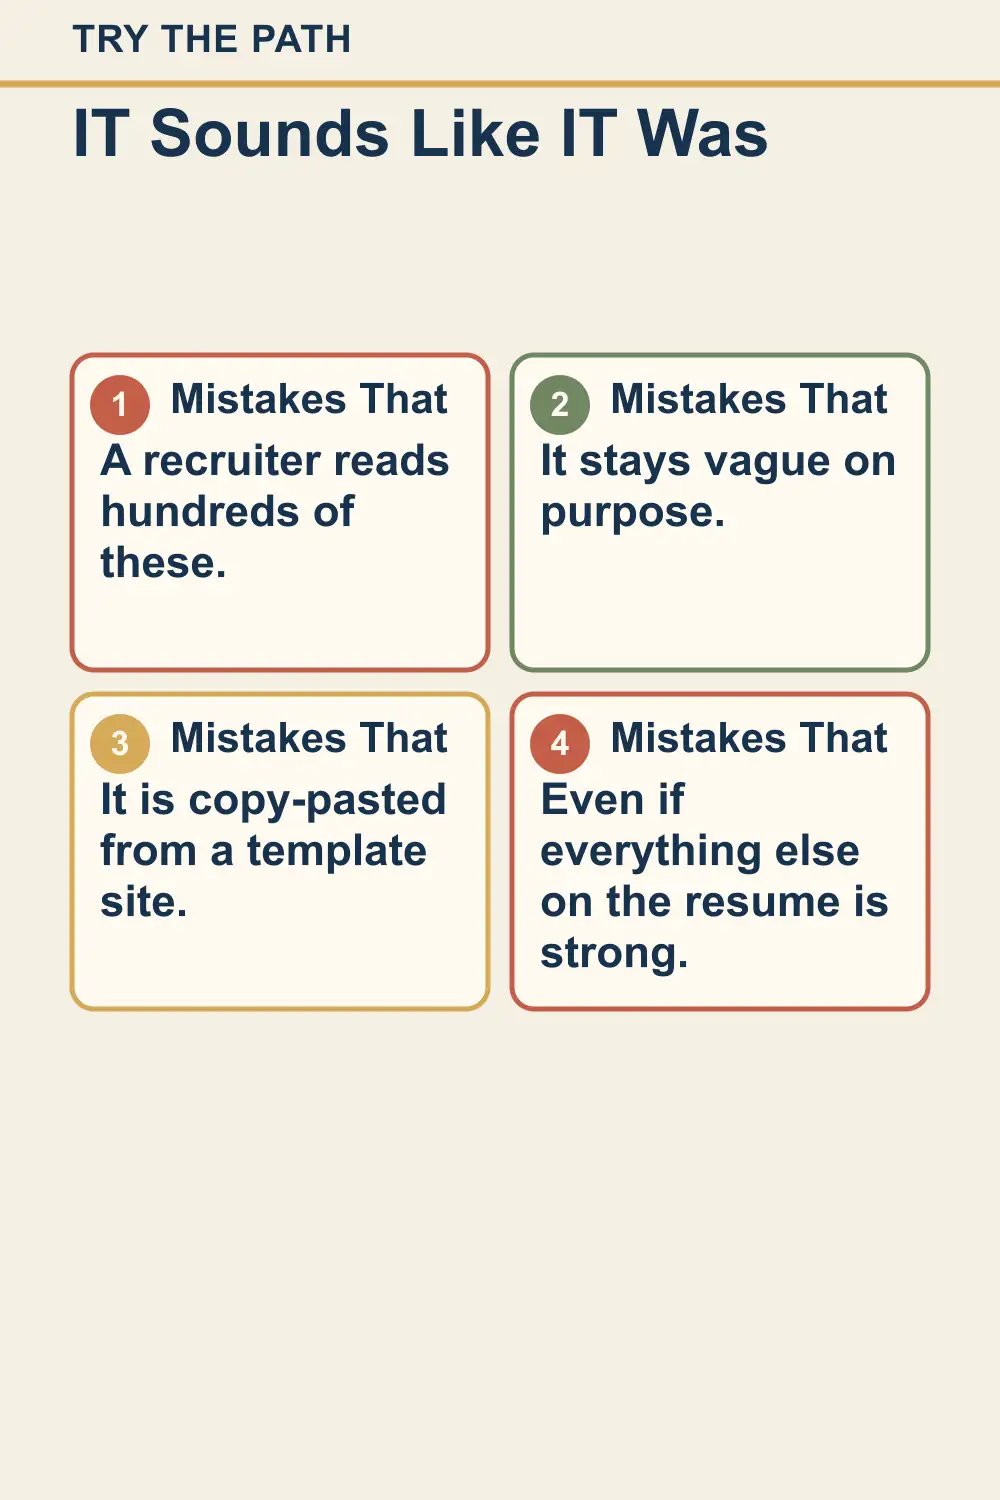 TRY THE PATH
IT Sounds Like IT Was
1 Mistakes That
A recruiter reads
hundreds of
these.
2 Mistakes That
It stays vague on
purpose.
3 Mistakes That
It is copy-pasted
from a template
site.
4 Mistakes That
Even if
everything else
on the resume is
strong.